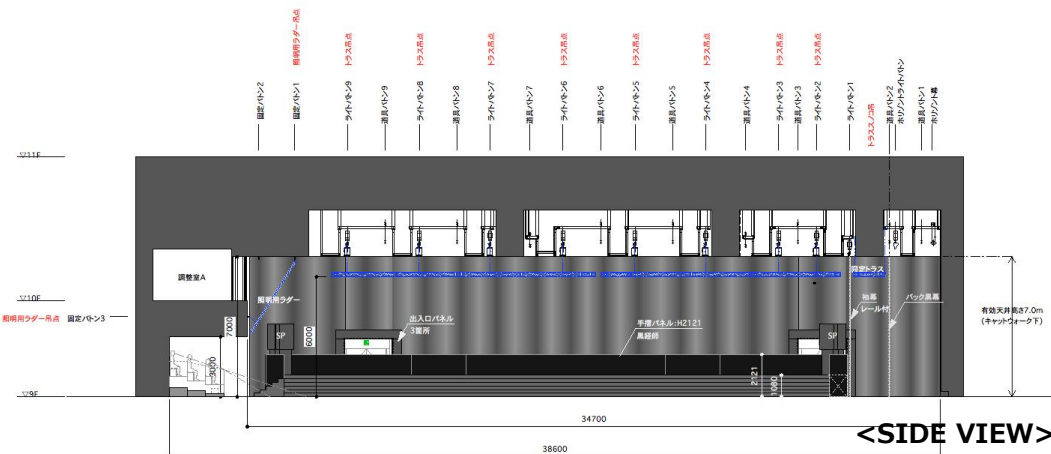 固定バトン2
照明用ラダー吊点
固定バトン1
トラス吊点
ライトバトン9
道具バトン9
トラス吊点
ライトバトン8
道具バトン8
トラス吊点
ライトバトン7
道具バトン7
トラス吊点
ライトバトン6
道具バトン6
トラス吊点
ライトバトン5
道具バトン5
トラス吊点
ライトバトン4
道具バトン4
トラス吊点
ライトバトン3
道具バトン3
トラス吊点
ライトバトン2
ライトバトン1
トラススノコ吊
道具バトン2
ホリゾントライトバトン
道具バトン1
ホリゾント幕
▽11F
調整室A
照明用ラダー
固定トラス
▽10F
照明用ラダー吊点 固定バトン3
7000
6000
3000
SP
出入口パネル
3箇所
手摺パネル:H2121
黒経師
SP
袖幕
レール付
バック黒幕
有効天井高さ7.0m
(キャットウォーク下)
2121
1080
▽9F
34700
38600
<SIDE VIEW>